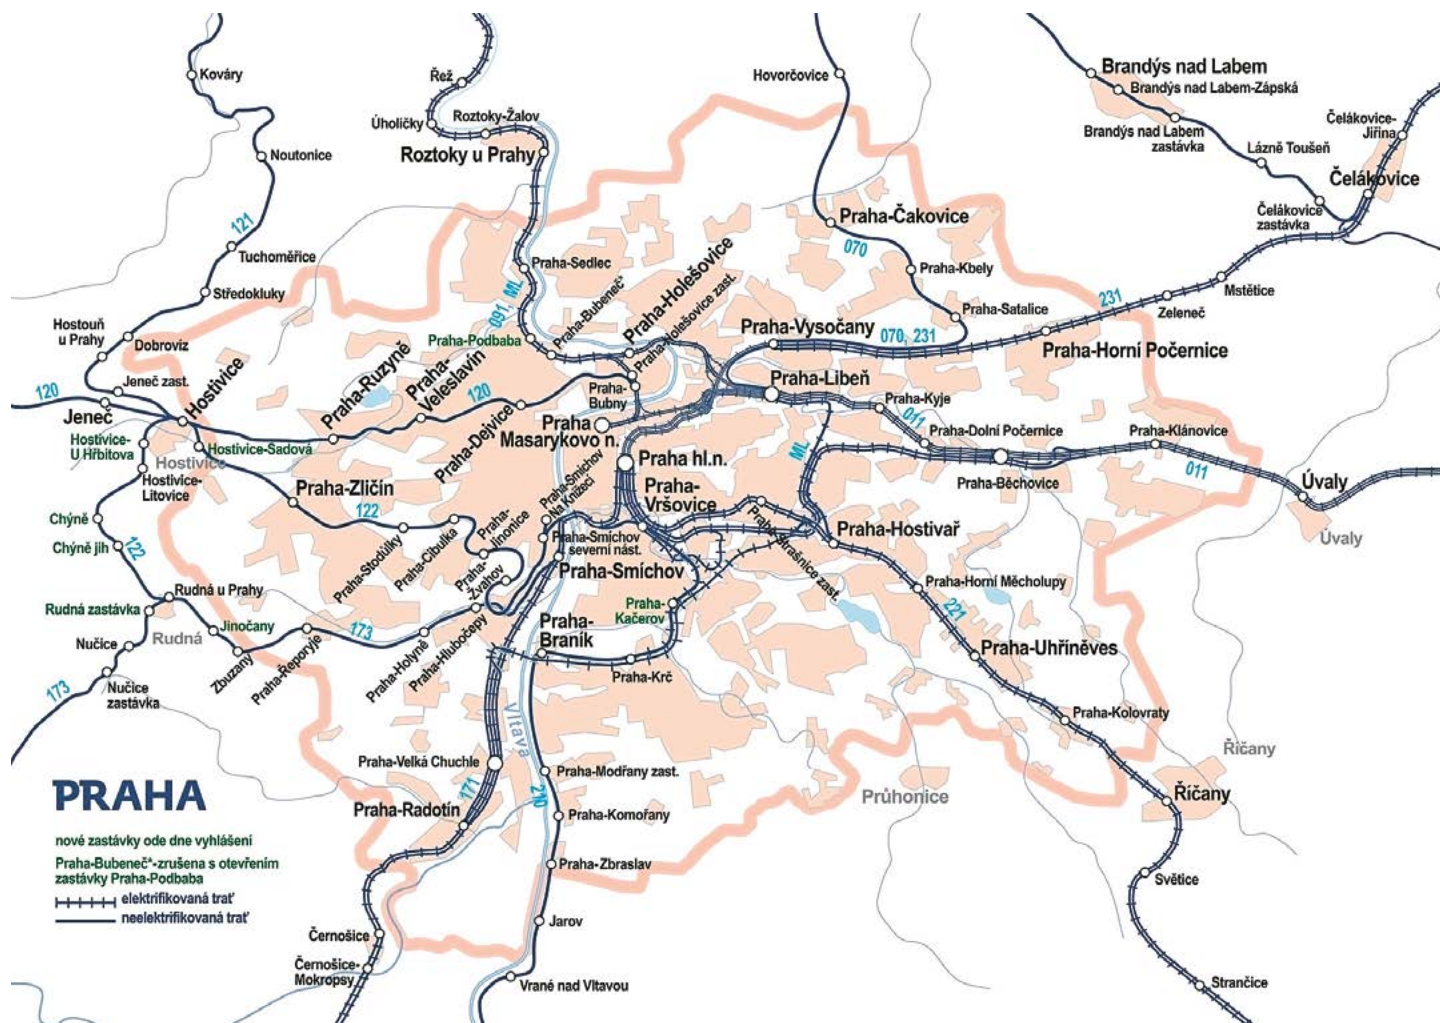 Kováry
Řež
Hovorčovice
Brandýs nad Labem
Brandýs nad Labem-Zápská
Úholičky
Roztoky-Žalov
Brandýs nad Labem
zastávka
Čelákovice-
Jiřina
Noutonice
Roztoky u Prahy
Lázně Toušeň
Čelákovice
121
Praha-Čakovice
Čelákovice
zastávka
070
Tuchoměřice
Praha-Sedlec
Praha-Kbely
Středokluky
091, ML
Praha-Bubeneč*
Praha-Holešovice
Praha-Holešovice zast.
Mstětice
231
Zeleneč
Praha-Satalice
Hostouň
u Prahy
Dobrovíz
Praha-Podbaba
Praha-Vysočany
070, 231
Praha-Horní Počernice
Jeneč zast.
Hostivice
Praha-Ruzyně
Praha-
Veleslavín
120
120
Praha-Dejvice
Praha-
Bubny
Praha-Libeň
Praha-Kyje
011
Jeneč
Praha
Masarykovo n.
Praha-Dolní Počernice
Praha-Klánovice
Hostivice-
U Hřbitova
Hostivice-Sadová
Hostivice
ML
Praha hl.n.
Praha-Běchovice
011
Úvaly
Hostivice-
Litovice
Praha-Zličín
Praha-Smíchov
Na Knížecí
Praha-
Vršovice
Chýně
122
Praha-Stodůlky
Praha-Cibulka
Praha-
Jinonice
Praha-Strašnice zast.
Praha-Hostivař
Úvaly
Chýně jih
122
Praha-Smíchov
severní nást.
Praha-Smíchov
Praha-
-Žvahov
Rudná u Prahy
Praha-Horní Měcholupy
221
Rudná zastávka
Jinočany
Praha-
Kačerov
Praha-
Braník
Nučice
Rudná
Zbuzany
Praha-Řeporyje
173
Praha-Holyně
Praha-Hlubočepy
Praha-Uhříněves
Praha-Krč
173
Nučice
zastávka
Vltava
Praha-Kolovraty
Říčany
Praha-Velká Chuchle
Praha-Modřany zast.
171
210
PRAHA
Praha-Radotín
Praha-Komořany
Průhonice
Říčany
nové zastávky ode dne vyhlášení
Praha-Bubeneč*-zrušena s otevřením
zastávky Praha-Podbaba
Praha-Zbraslav
Světice
elektrifikovaná trať
neelektrifikovaná trať
Jarov
Černošice
Černošice-
Mokropsy
Vrané nad Vltavou
Strančice